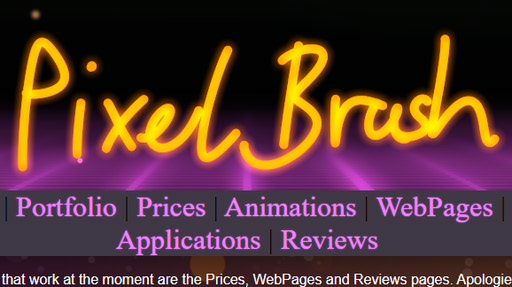 Pixel Brush
| Portfolio | Prices | Animations | WebPages |
Applications | Reviews
that work at the moment are the Prices, WebPages and Reviews pages. Apologie